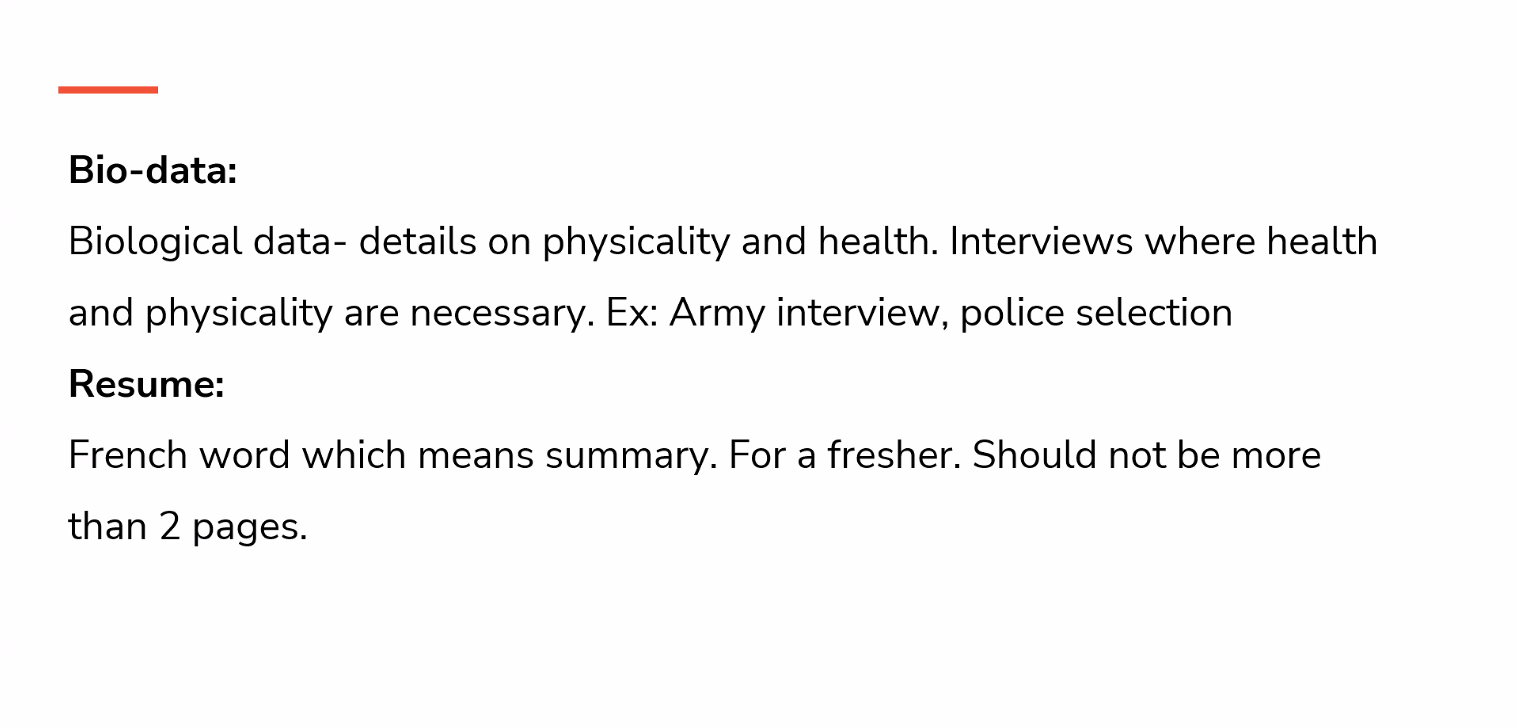 Bio-data:
Biological data- details on physicality and health. Interviews where health
and physicality are necessary. Ex: Army interview, police selection
Resume:
French word which means summary. For a fresher. Should not be more
than 2 pages.